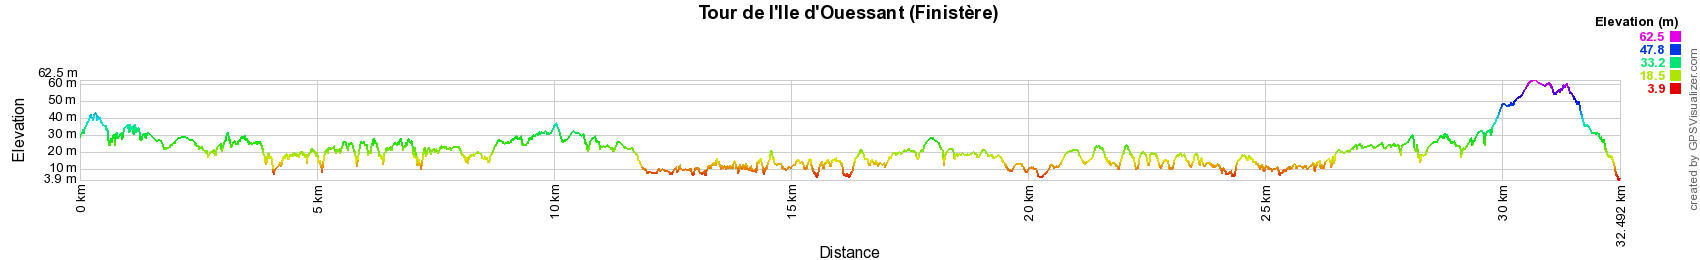 Tour de l'Ile d'Ouessant (Finistère)
Elevation (m)
62.5
47.8
33.2
18.5
3.9
62.5 m
60 m
50 m
40 m
30 m
20 m
10 m
3.9 m
Elevation
0 km
5 km
10 km
15 km
20 km
25 km
30 km
32.492 km
Distance
created by GPSVisualizer.com